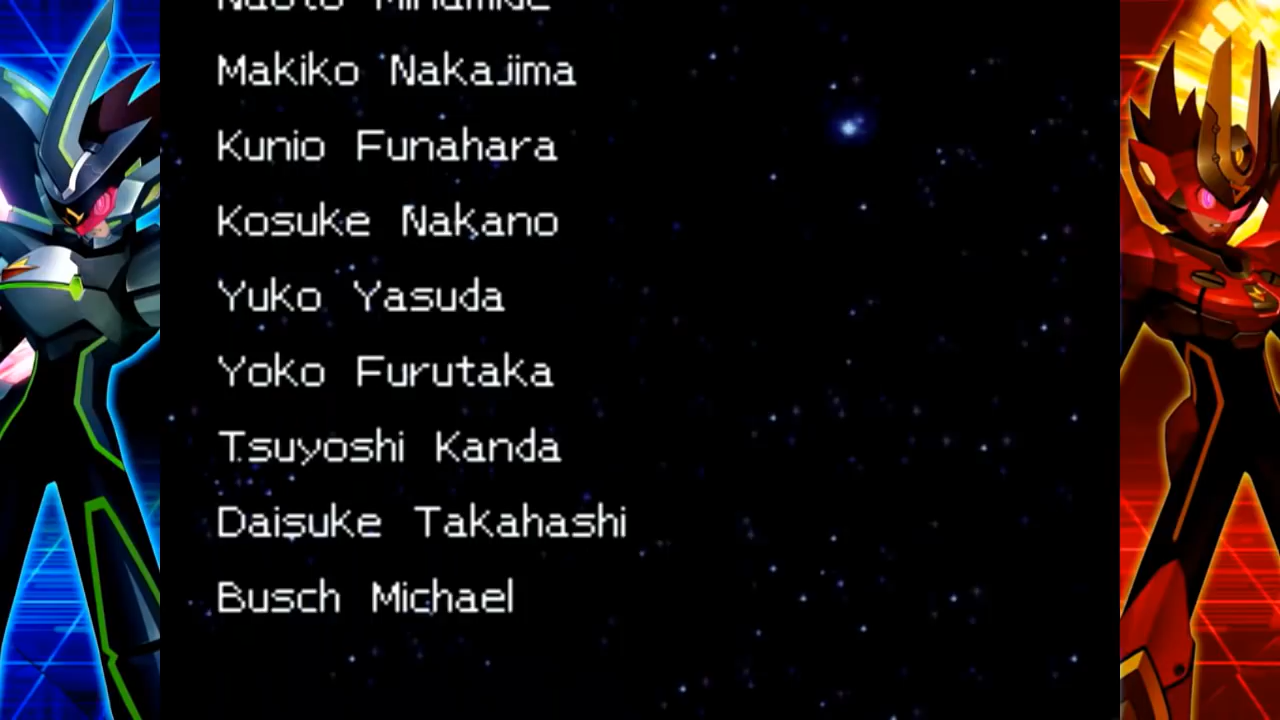 Makiko Nakajima
Kunio Funahara
Kosuke Nakano
Yuko Yasuda
Yoko Furutaka
Tsuyoshi Kanda
Daisuke Takahashi
Busch Michael